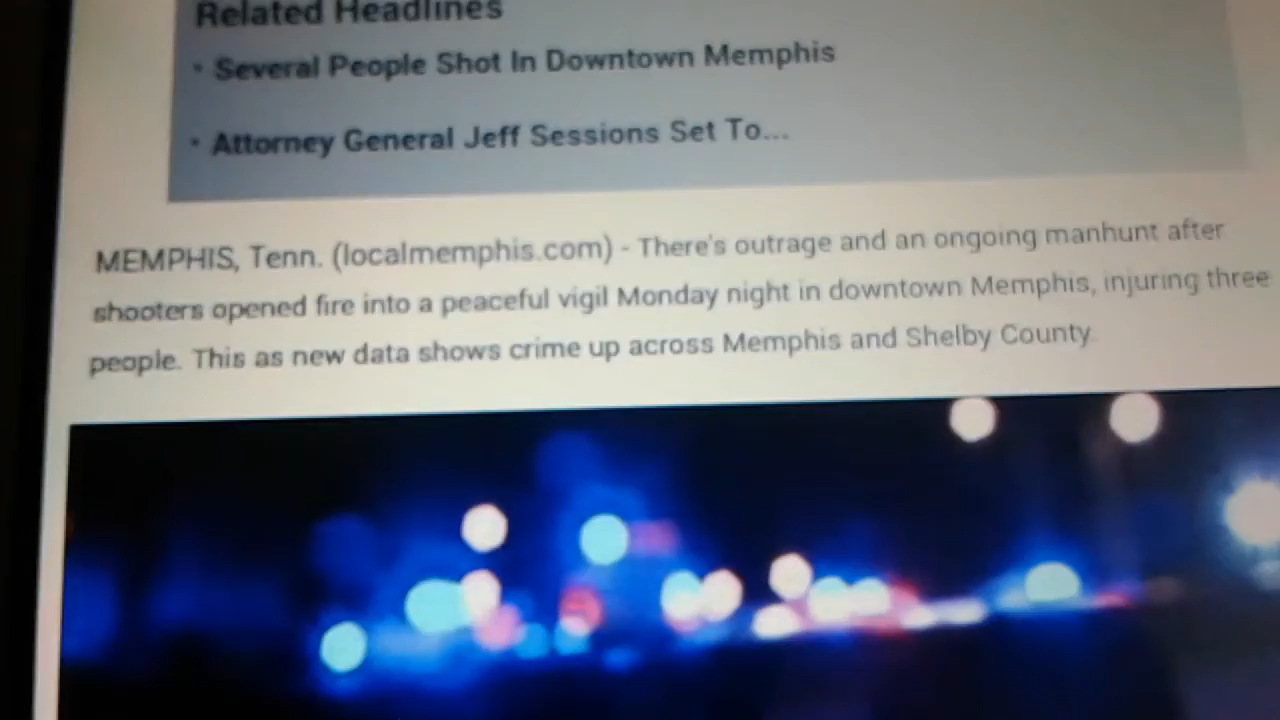 Related Headlines
• Several People Shot In Downtown Memphis
• Attorney General Jeff Sessions Set To...
MEMPHIS, Tenn. (localmemphis.com) - There's outrage and an ongoing manhunt after
shooters opened fire into a peaceful vigil Monday night in downtown Memphis, injuring three
people. This as new data shows crime up across Memphis and Shelby County.